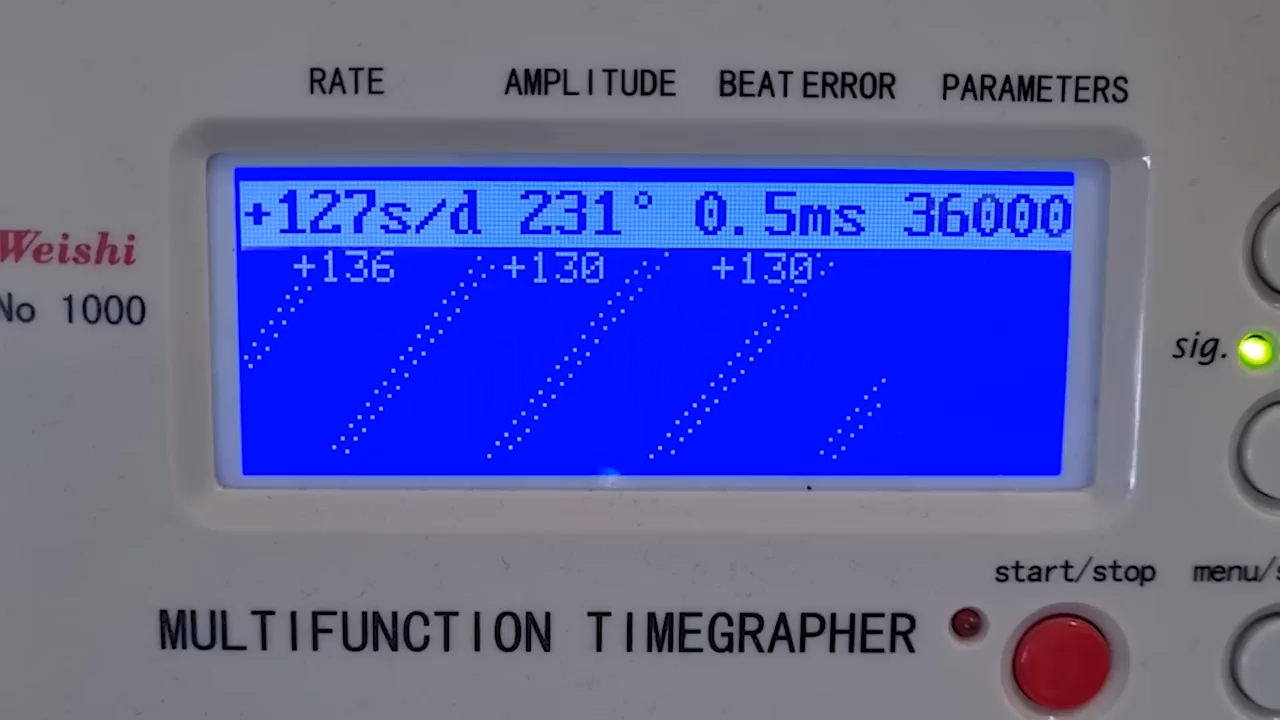 RATE AMPLITUDE BEAT ERROR PARAMETERS
+127s/d 231° 0.5ms 36000
+136 +130 +130
Weishi
No 1000
sig.
start/stop menu/
MULTIFUNCTION TIMEGRAPHER